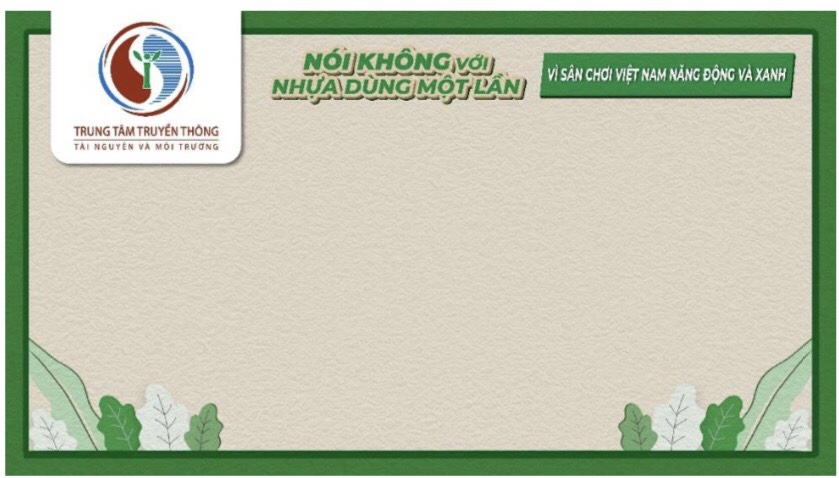 TRUNG TÂM TRUYỀN THÔNG
TÀI NGUYÊN VÀ MÔI TRƯỜNG
NÓI KHÔNG VỚI
NHỰA DÙNG MỘT LẦN
VÌ SÂN CHƠI VIỆT NAM NĂNG ĐỘNG VÀ XANH